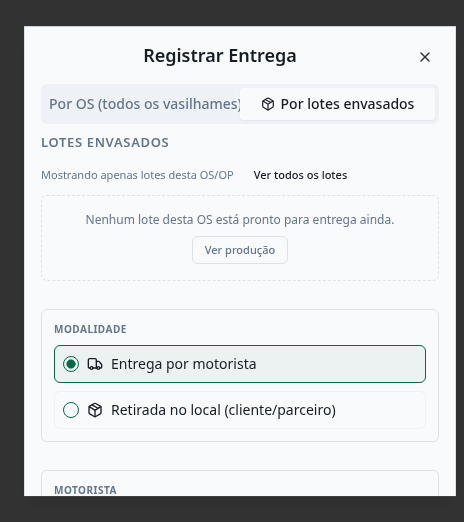 Registrar Entrega
Por OS (todos os vasilhames)
Por lotes envasados
LOTES ENVASADOS
Mostrando apenas lotes desta OS/OP
Ver todos os lotes
Nenhum lote desta OS está pronto para entrega ainda.
Ver produção
MODALIDADE
Entrega por motorista
Retirada no local (cliente/parceiro)
MOTORISTA